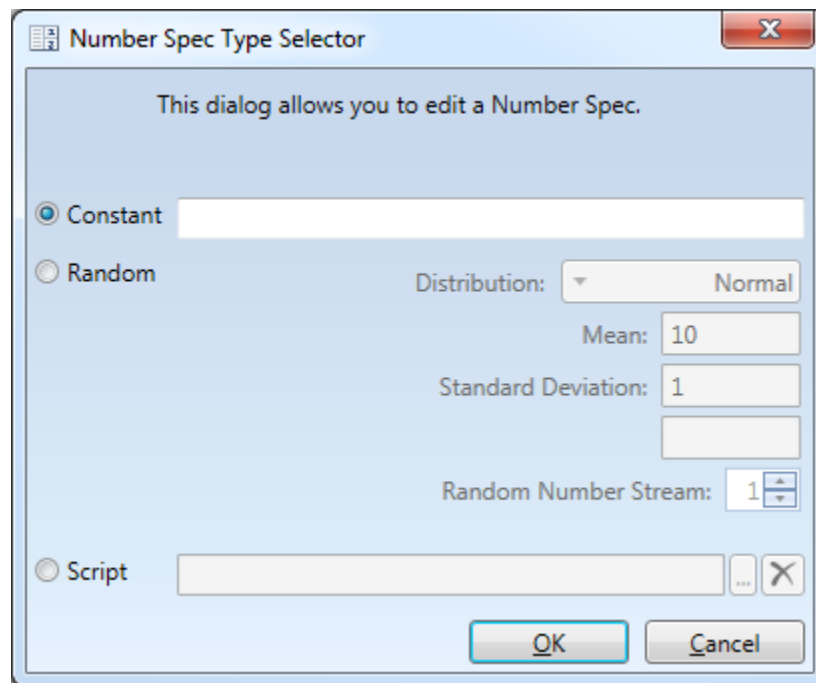 Number Spec Type Selector
This dialog allows you to edit a Number Spec.
Constant
Random
Distribution: Normal
Mean: 10
Standard Deviation: 1
Random Number Stream: 1
Script ...
OK Cancel